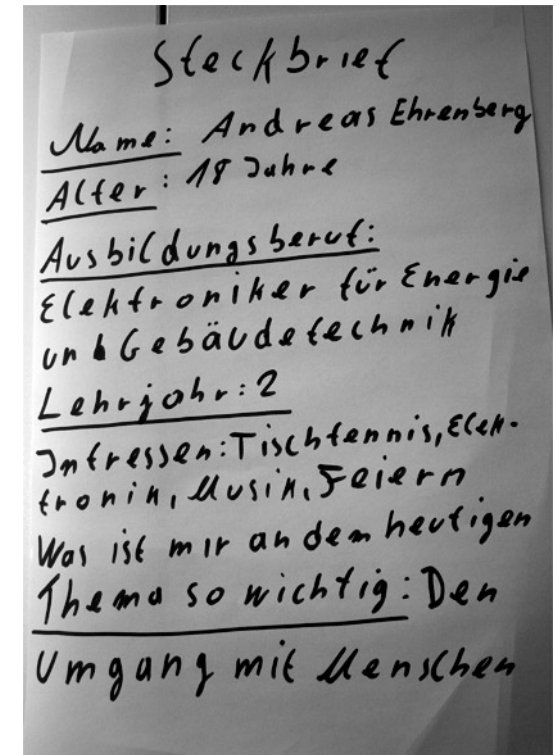 Steckbrief
Name: Andreas Ehrenberg
Alter: 18 Jahre
Ausbildungsberuf:
Elektroniker für Energie
und Gebäudetechnik
Lehrjahr: 2
Intressen: Tischtennis, Elek-
tronik, Musik, Feiern
Was ist mir an dem heutigen
Thema so wichtig: Den
Umgang mit Menschen